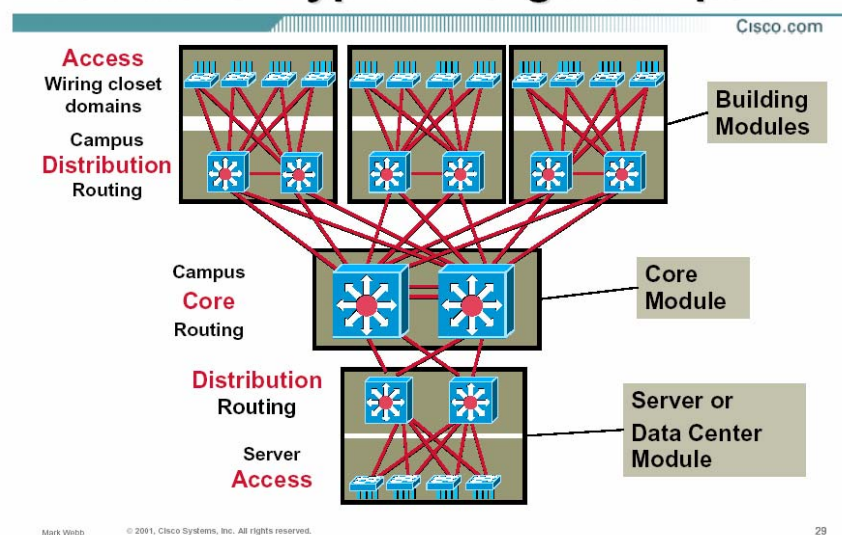 Cisco.com
Access
Wiring closet
domains
Campus
Distribution
Routing
Building
Modules
Campus
Core
Routing
Core
Module
Distribution
Routing
Server
Access
Server or
Data Center
Module
Mark Webb
© 2001, Cisco Systems, Inc. All rights reserved.
29